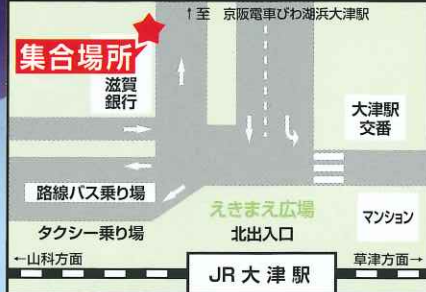 ↑至 京阪電車びわ湖浜大津駅
集合場所
滋賀
銀行
大津駅
交番
路線バス乗り場
えきまえ広場
マンション
タクシー乗り場
北出入口
←山科方面
草津方面→
JR大津駅